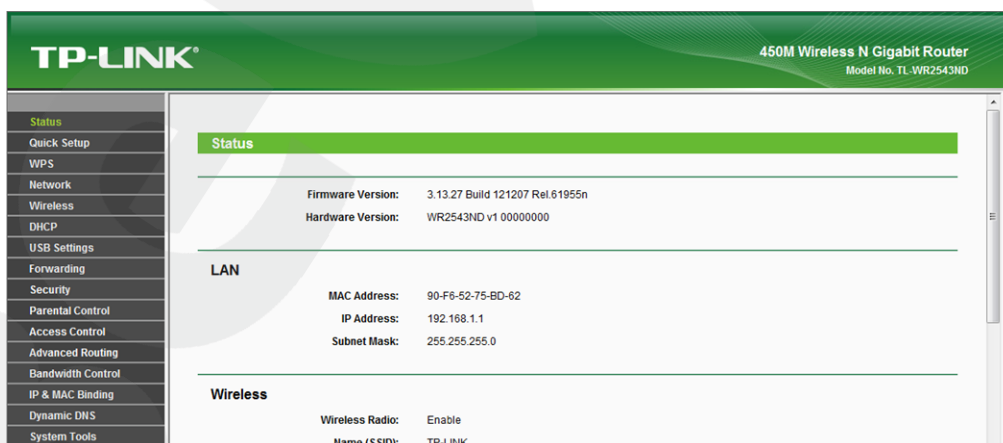 TP-LINK®
450M Wireless N Gigabit Router
Model No. TL-WR2543ND
Status
Quick Setup
WPS
Network
Wireless
DHCP
USB Settings
Forwarding
Security
Parental Control
Access Control
Advanced Routing
Bandwidth Control
IP & MAC Binding
Dynamic DNS
System Tools
Status
Firmware Version: 3.13.27 Build 121207 Rel.61955n
Hardware Version: WR2543ND v1 00000000
LAN
MAC Address: 90-F6-52-75-BD-62
IP Address: 192.168.1.1
Subnet Mask: 255.255.255.0
Wireless
Wireless Radio: Enable
Name (SSID): TP-LINK